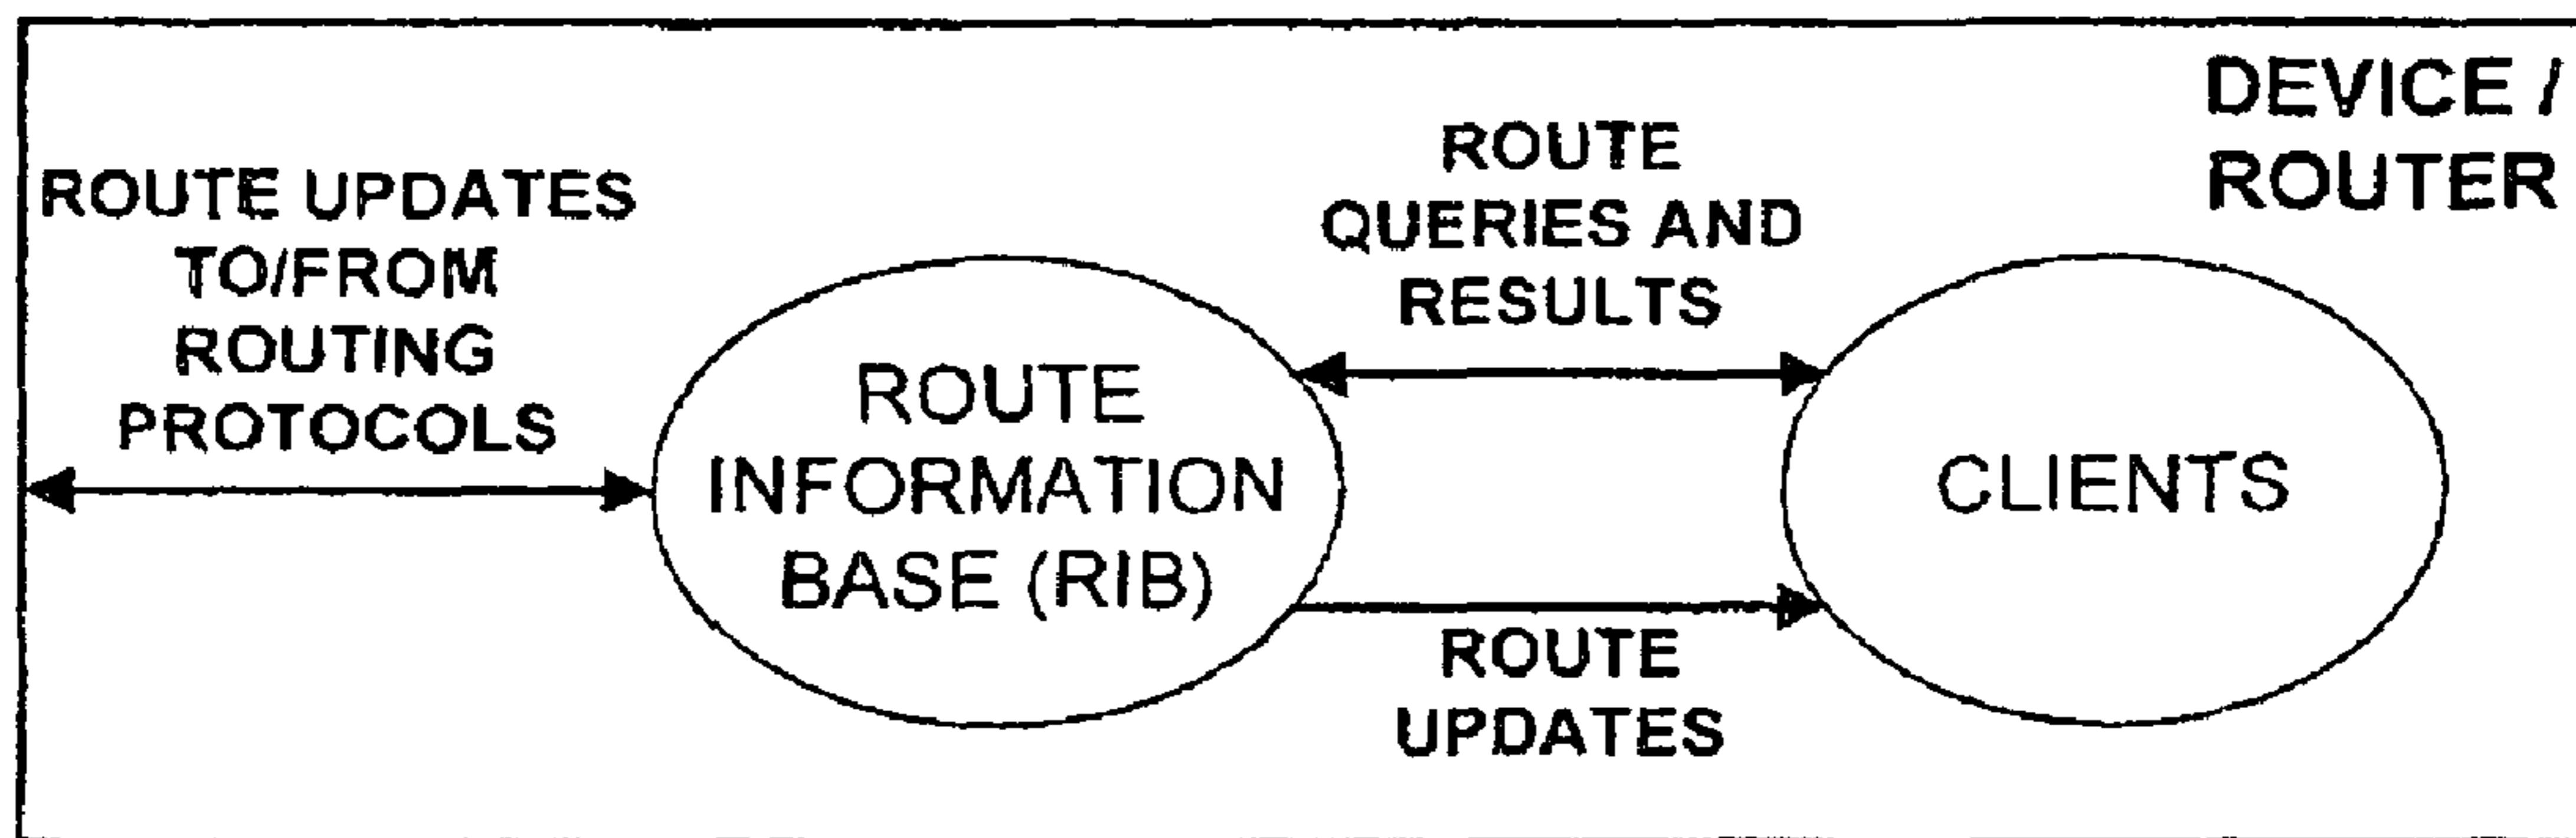 DEVICE /
ROUTER
ROUTE UPDATES
TO/FROM
ROUTING
PROTOCOLS
ROUTE
INFORMATION
BASE (RIB)
ROUTE
QUERIES AND
RESULTS
CLIENTS
ROUTE
UPDATES